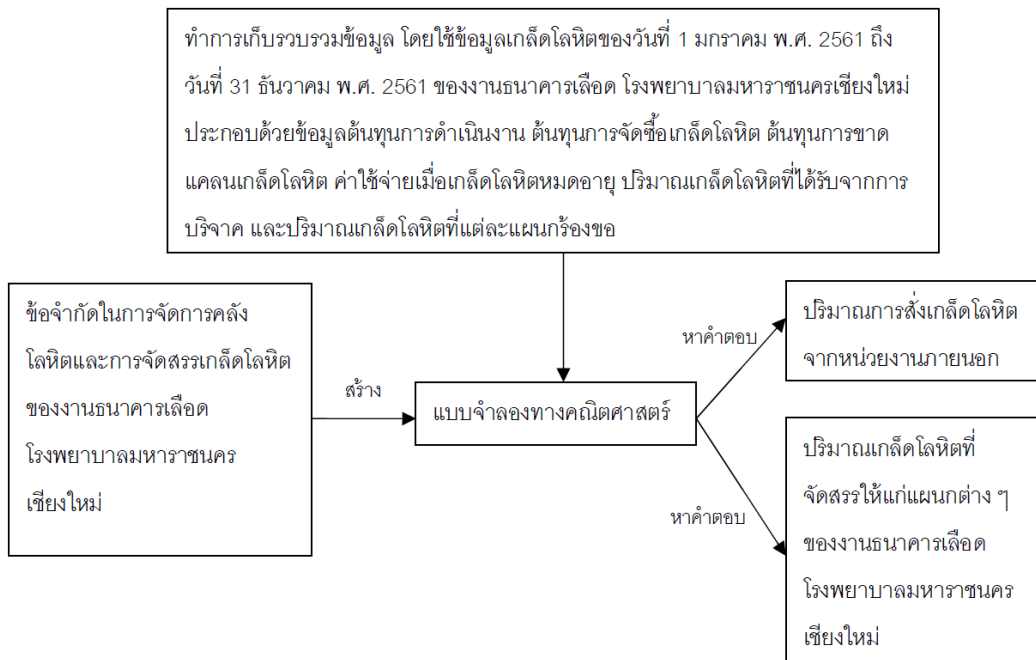 ทำการเก็บรวบรวมข้อมูล โดยใช้ข้อมูลเกล็ดโลหิตของวันที่ 1 มกราคม พ.ศ. 2561 ถึง
วันที่ 31 ธันวาคม พ.ศ. 2561 ของงานธนาคารเลือด โรงพยาบาลมหาราชนครเชียงใหม่
ประกอบด้วยข้อมูลต้นทุนการดำเนินงาน ต้นทุนการจัดซื้อเกล็ดโลหิต ต้นทุนการขาด
แคลนเกล็ดโลหิต ค่าใช้จ่ายเมื่อเกล็ดโลหิตหมดอายุ ปริมาณเกล็ดโลหิตที่ได้รับจากการ
บริจาค และปริมาณเกล็ดโลหิตที่แต่ละแผนกร้องขอ
ข้อจำกัดในการจัดการคลัง
โลหิตและการจัดสรรเกล็ดโลหิต
ของงานธนาคารเลือด
โรงพยาบาลมหาราชนคร
เชียงใหม่
สร้าง
แบบจำลองทางคณิตศาสตร์
หาคำตอบ
ปริมาณการสั่งเกล็ดโลหิต
จากหน่วยงานภายนอก
หาคำตอบ
ปริมาณเกล็ดโลหิตที่
จัดสรรให้แก่แผนกต่าง ๆ
ของงานธนาคารเลือด
โรงพยาบาลมหาราชนคร
เชียงใหม่